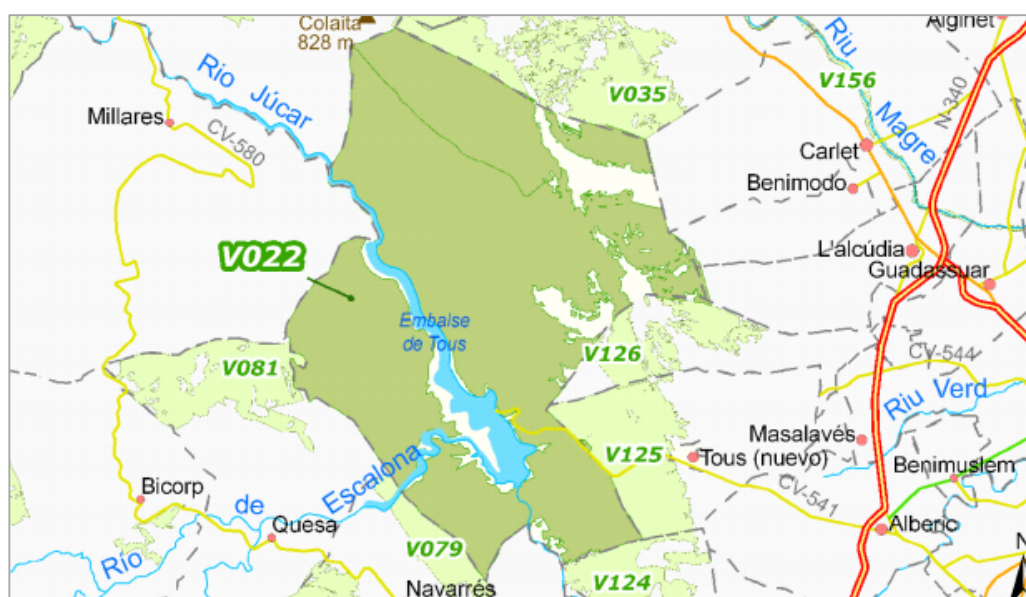 Colaita
828 m
Riu
Magre
Alginet
V035
V156
N-340
Río Júcar
Millares
CV-580
Carlet
Benimodo
V022
L'alcúdia
Guadassuar
Embalse
de Tous
V081
V126
CV-544
Riu Verd
Masalavés
V125
Tous (nuevo)
Benimuslem
CV-541
Bicorp
Río de Escalona
Quesa
Alberic
V079
Navarrés
V124
N